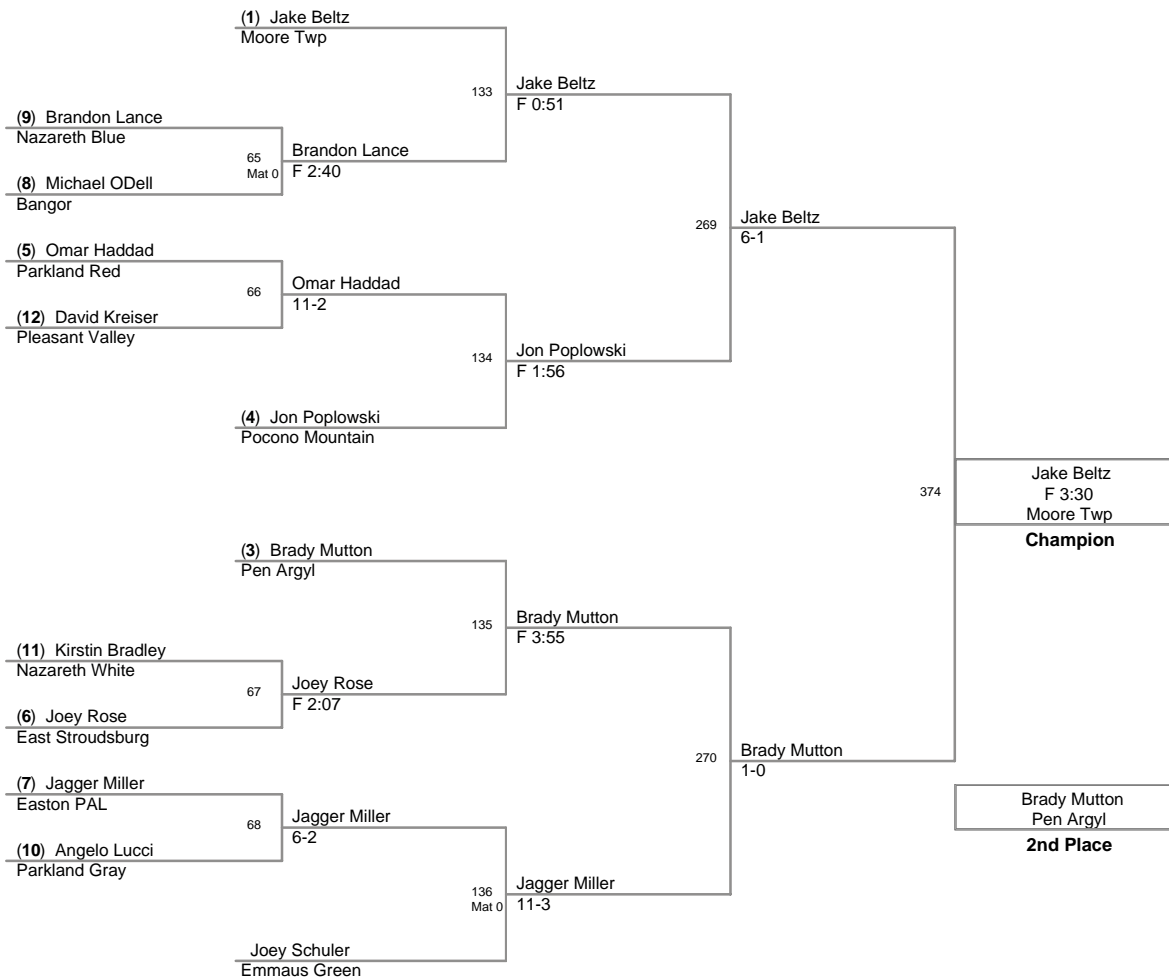 (1) Jake Beltz
Moore Twp
133
Jake Beltz
F 0:51
(9) Brandon Lance
Nazareth Blue
65
Mat 0
Brandon Lance
F 2:40
(8) Michael ODell
Bangor
269
Jake Beltz
6-1
(5) Omar Haddad
Parkland Red
66
Omar Haddad
11-2
(12) David Kreiser
Pleasant Valley
134
Jon Poplowski
F 1:56
(4) Jon Poplowski
Pocono Mountain
374
Jake Beltz
F 3:30
Moore Twp
Champion
(3) Brady Mutton
Pen Argyl
135
Brady Mutton
F 3:55
(11) Kirstin Bradley
Nazareth White
67
Joey Rose
F 2:07
(6) Joey Rose
East Stroudsburg
270
Brady Mutton
1-0
(7) Jagger Miller
Easton PAL
68
Jagger Miller
6-2
(10) Angelo Lucci
Parkland Gray
136
Mat 0
Jagger Miller
11-3
Joey Schuler
Emmaus Green
Brady Mutton
Pen Argyl
2nd Place